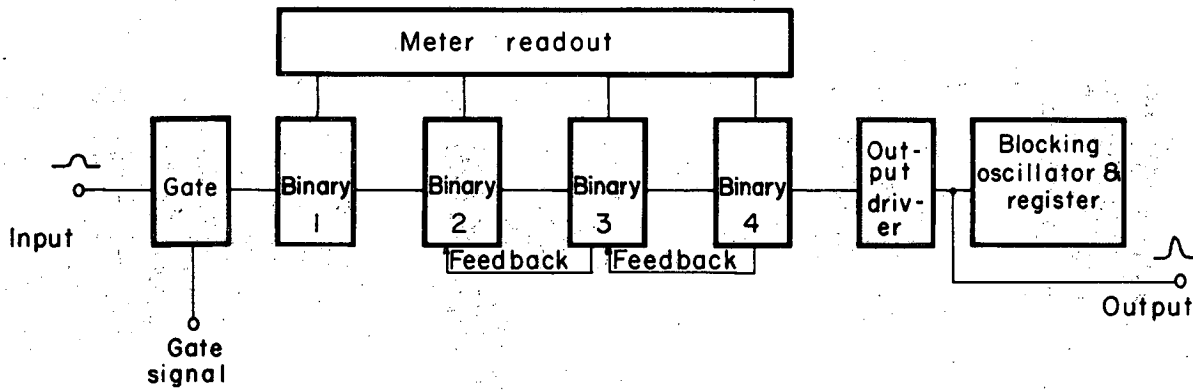 Meter readout
Input
Gate
Gate
signal
Binary
1
Binary
2
Binary
3
Binary
4
Feedback
Feedback
Out-
put
driv-
er
Blocking
oscillator &
register
Output